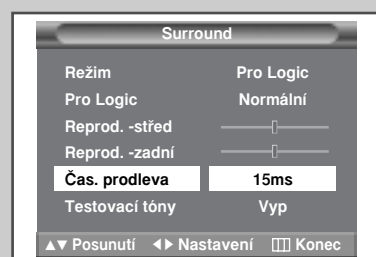 Surround
Režim Pro Logic
Pro Logic Normální
Reprod. -střed
Reprod. -zadní
Čas. prodleva 15ms
Testovací tóny Vyp
▲▼ Posunutí ◄► Nastavení Konec